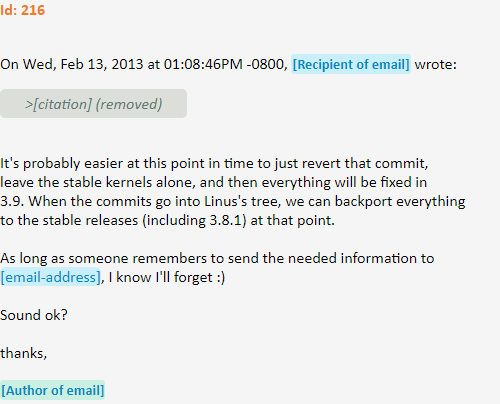 Id: 216
On Wed, Feb 13, 2013 at 01:08:46PM -0800, [Recipient of email] wrote:
>[citation] (removed)
It's probably easier at this point in time to just revert that commit,
leave the stable kernels alone, and then everything will be fixed in
3.9. When the commits go into Linus's tree, we can backport everything
to the stable releases (including 3.8.1) at that point.
As long as someone remembers to send the needed information to
[email-address], I know I'll forget :)
Sound ok?
thanks,
[Author of email]